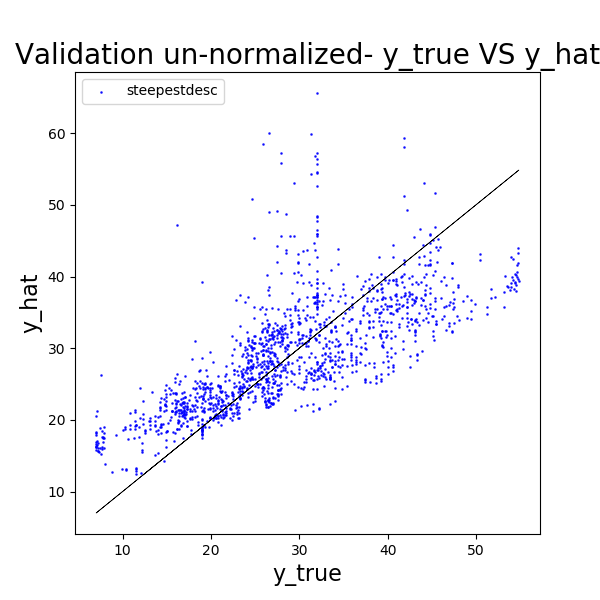 Validation un-normalized- y_true VS y_hat
steepestdesc
60
50
40
30
20
10
y_hat
10 20 30 40 50
y_true